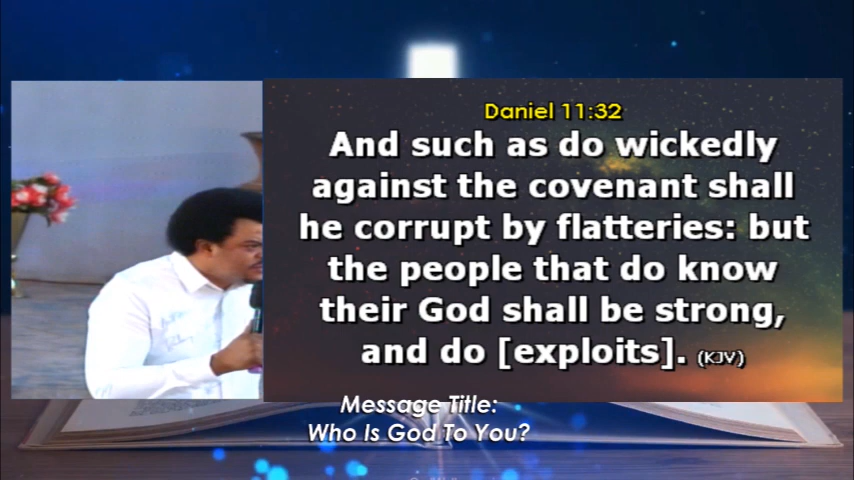 Daniel 11:32
And such as do wickedly
against the covenant shall
he corrupt by flatteries: but
the people that do know
their God shall be strong,
and do [exploits]. (KJV)
Message Title:
Who Is God To You?